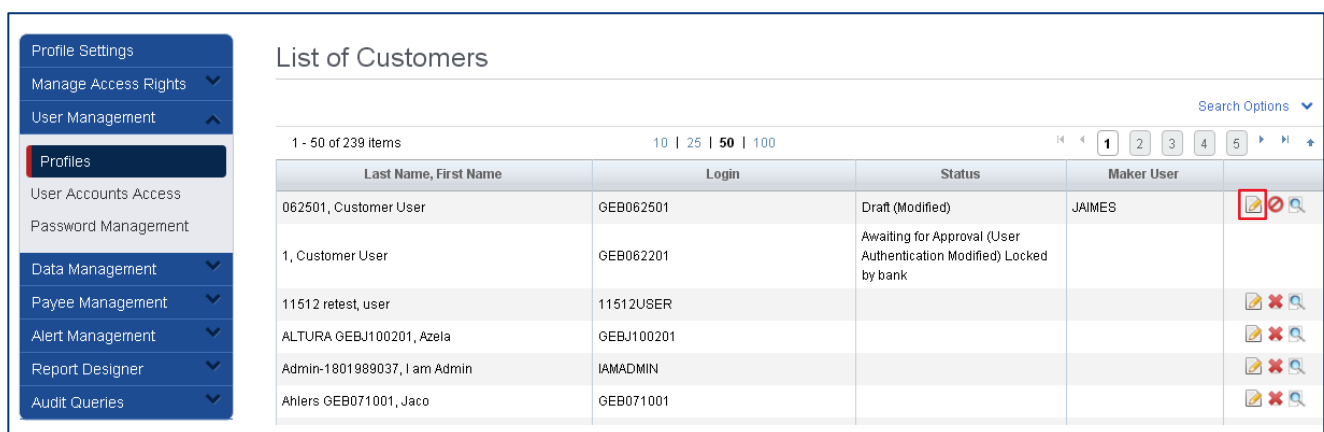 Profile Settings
Manage Access Rights
User Management
Profiles
User Accounts Access
Password Management
Data Management
Payee Management
Alert Management
Report Designer
Audit Queries
List of Customers
Search Options
1 - 50 of 239 items 10 | 25 | 50 | 100 1 2 3 4 5
Last Name, First Name Login Status Maker User
062501, Customer User GEB062501 Draft (Modified) JAIMES
1, Customer User GEB062201 Awaiting for Approval (User
Authentication Modified) Locked
by bank
11512 retest, user 11512USER
ALTURA GEBJ100201, Azela GEBJ100201
Admin-1801989037, I am Admin IAMADMIN
Ahlers GEB071001, Jaco GEB071001